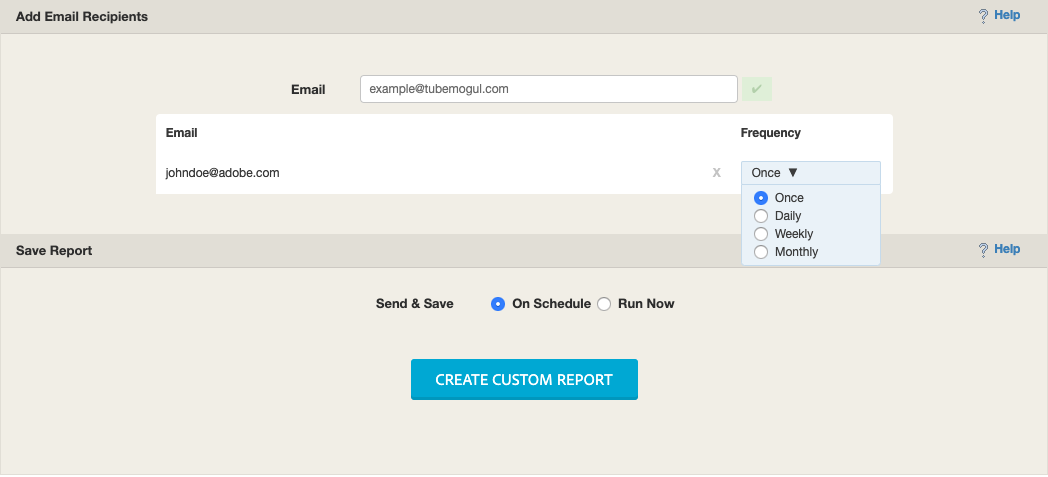 Add Email Recipients
Help
Email
example@tubemogul.com
Email Frequency
johndoe@adobe.com X Once ▼
Once
Daily
Weekly
Monthly
Save Report
Help
Send & Save On Schedule Run Now
CREATE CUSTOM REPORT